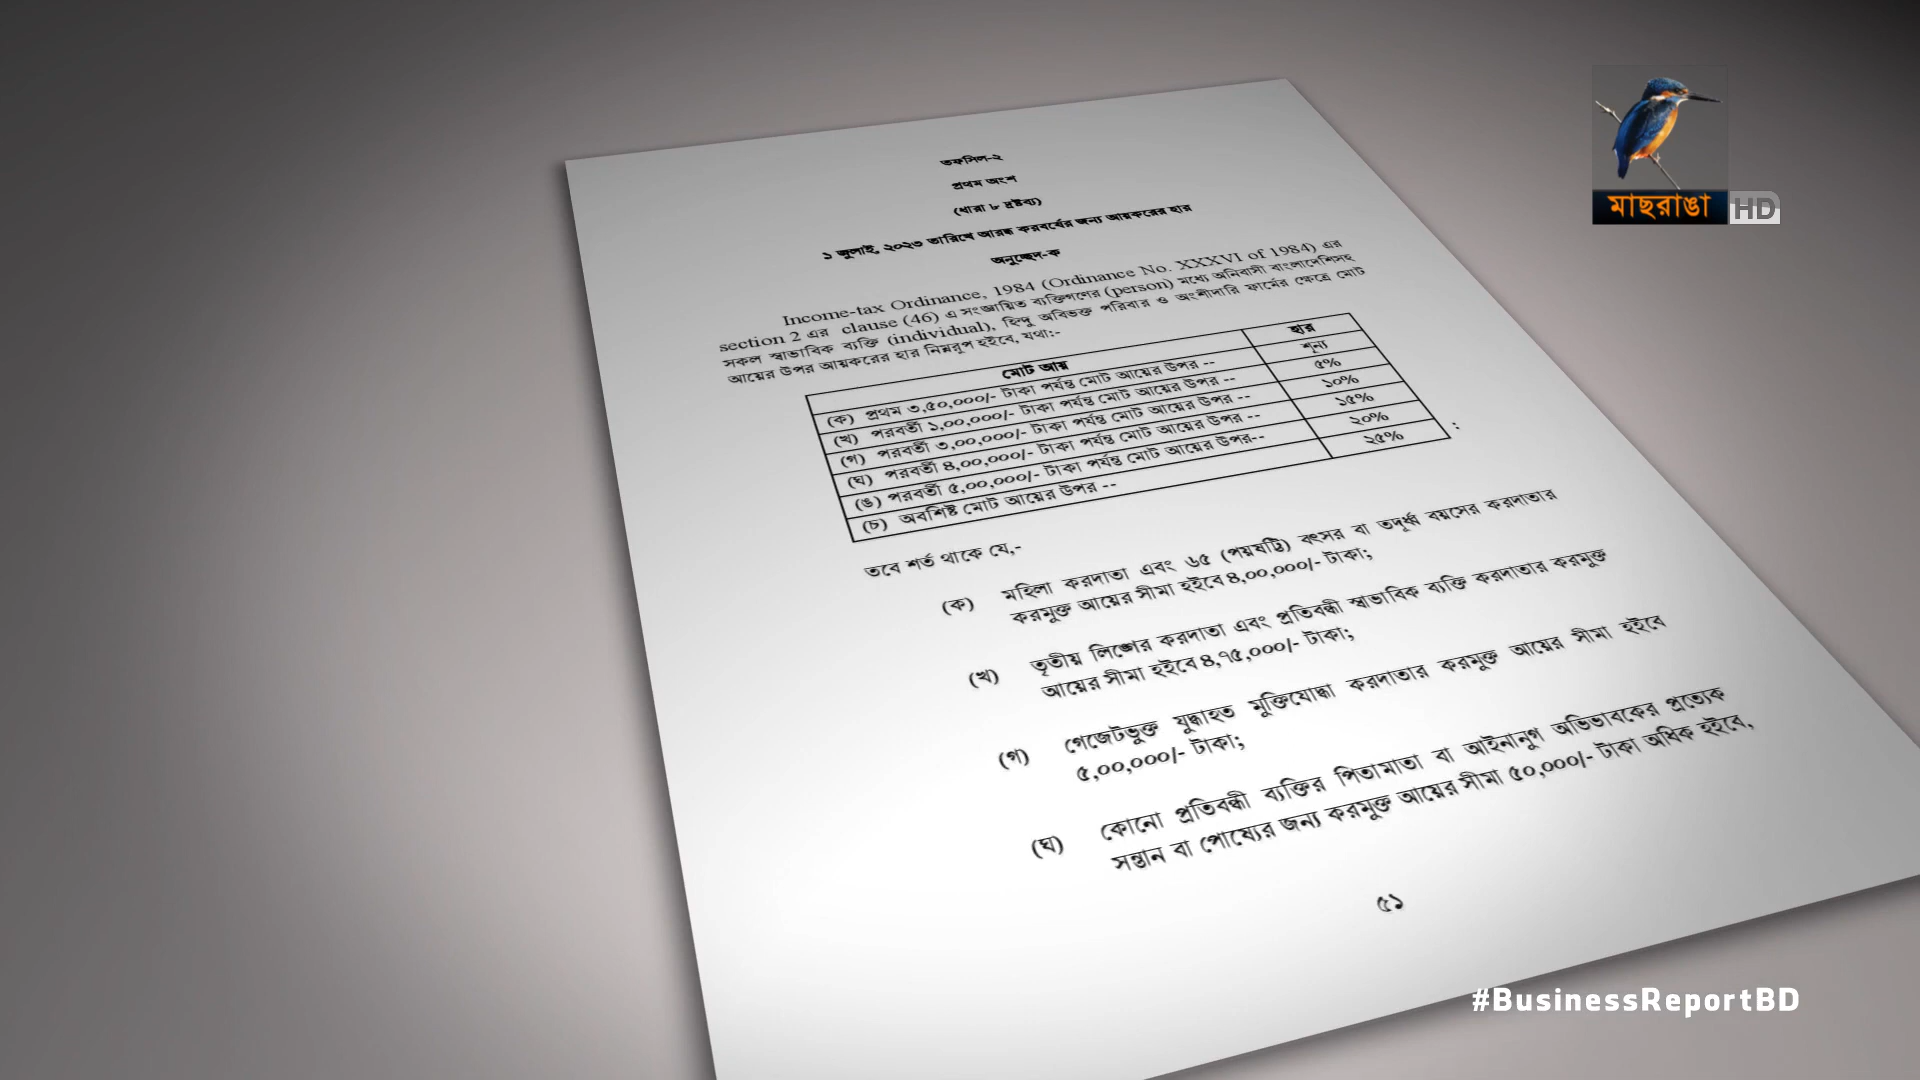 মাছরাঙা HD
তফসিল-২
প্রথম অংশ
(ধারা ৮ দ্রষ্টব্য)
১ জুলাই, ২০২৩ তারিখে আরব্ধ করবর্ষের জন্য আয়করের হার
অনুচ্ছেদ-ক
Income-tax Ordinance, 1984 (Ordinance No. XXXVI of 1984) এর
section 2 এর clause (46) এ সংজ্ঞায়িত ব্যক্তিগণের (person) মধ্যে অনিবাসী বাংলাদেশিসহ
সকল স্বাভাবিক ব্যক্তি (individual), হিন্দু অবিভক্ত পরিবার ও অংশীদারি ফার্মের ক্ষেত্রে মোট
আয়ের উপর আয়করের হার নিম্নরূপ হইবে, যথা:-
মোট আয় হার
(ক) প্রথম ৩,৫০,০০০/- টাকা পর্যন্ত মোট আয়ের উপর -- শূন্য
(খ) পরবর্তী ১,০০,০০০/- টাকা পর্যন্ত মোট আয়ের উপর -- ৫%
(গ) পরবর্তী ৩,০০,০০০/- টাকা পর্যন্ত মোট আয়ের উপর -- ১০%
(ঘ) পরবর্তী ৪,০০,০০০/- টাকা পর্যন্ত মোট আয়ের উপর -- ১৫%
(ঙ) পরবর্তী ৫,০০,০০০/- টাকা পর্যন্ত মোট আয়ের উপর-- ২০%
(চ) অবশিষ্ট মোট আয়ের উপর -- ২৫% :
তবে শর্ত থাকে যে,-
(ক) মহিলা করদাতা এবং ৬৫ (পয়ষট্টি) বৎসর বা তদূর্ধ্ব বয়সের করদাতার
করমুক্ত আয়ের সীমা হইবে ৪,০০,০০০/- টাকা;
(খ) তৃতীয় লিঙ্গের করদাতা এবং প্রতিবন্ধী স্বাভাবিক ব্যক্তি করদাতার করমুক্ত
আয়ের সীমা হইবে ৪,৭৫,০০০/- টাকা;
(গ) গেজেটভুক্ত যুদ্ধাহত মুক্তিযোদ্ধা করদাতার করমুক্ত আয়ের সীমা হইবে
৫,০০,০০০/- টাকা;
(ঘ) কোনো প্রতিবন্ধী ব্যক্তির পিতামাতা বা আইনানুগ অভিভাবকের প্রত্যেক
সন্তান বা পোষ্যের জন্য করমুক্ত আয়ের সীমা ৫০,০০০/- টাকা অধিক হইবে,
৫১
#BusinessReportBD